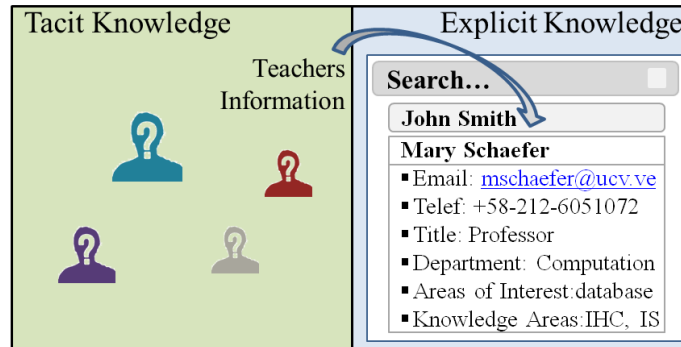 Tacit Knowledge
Teachers
Information
? ? ? ?
Explicit Knowledge
Search...
John Smith
Mary Schaefer
▪Email: mschaefer@ucv.ve
▪Telef: +58-212-6051072
▪Title: Professor
▪Department: Computation
▪Areas of Interest:database
▪Knowledge Areas:IHC, IS